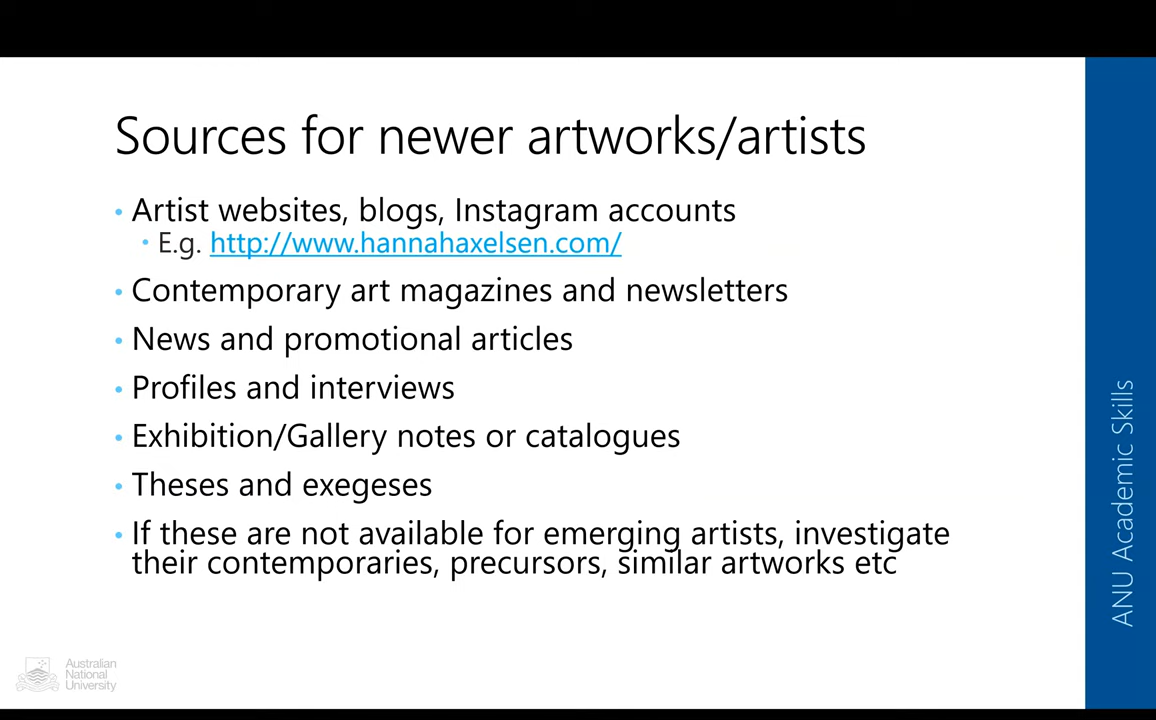 Sources for newer artworks/artists
• Artist websites, blogs, Instagram accounts
• E.g. http://www.hannahaxelsen.com/
• Contemporary art magazines and newsletters
• News and promotional articles
• Profiles and interviews
• Exhibition/Gallery notes or catalogues
• Theses and exegeses
• If these are not available for emerging artists, investigate
their contemporaries, precursors, similar artworks etc
ANU Academic Skills
Australian
National
University